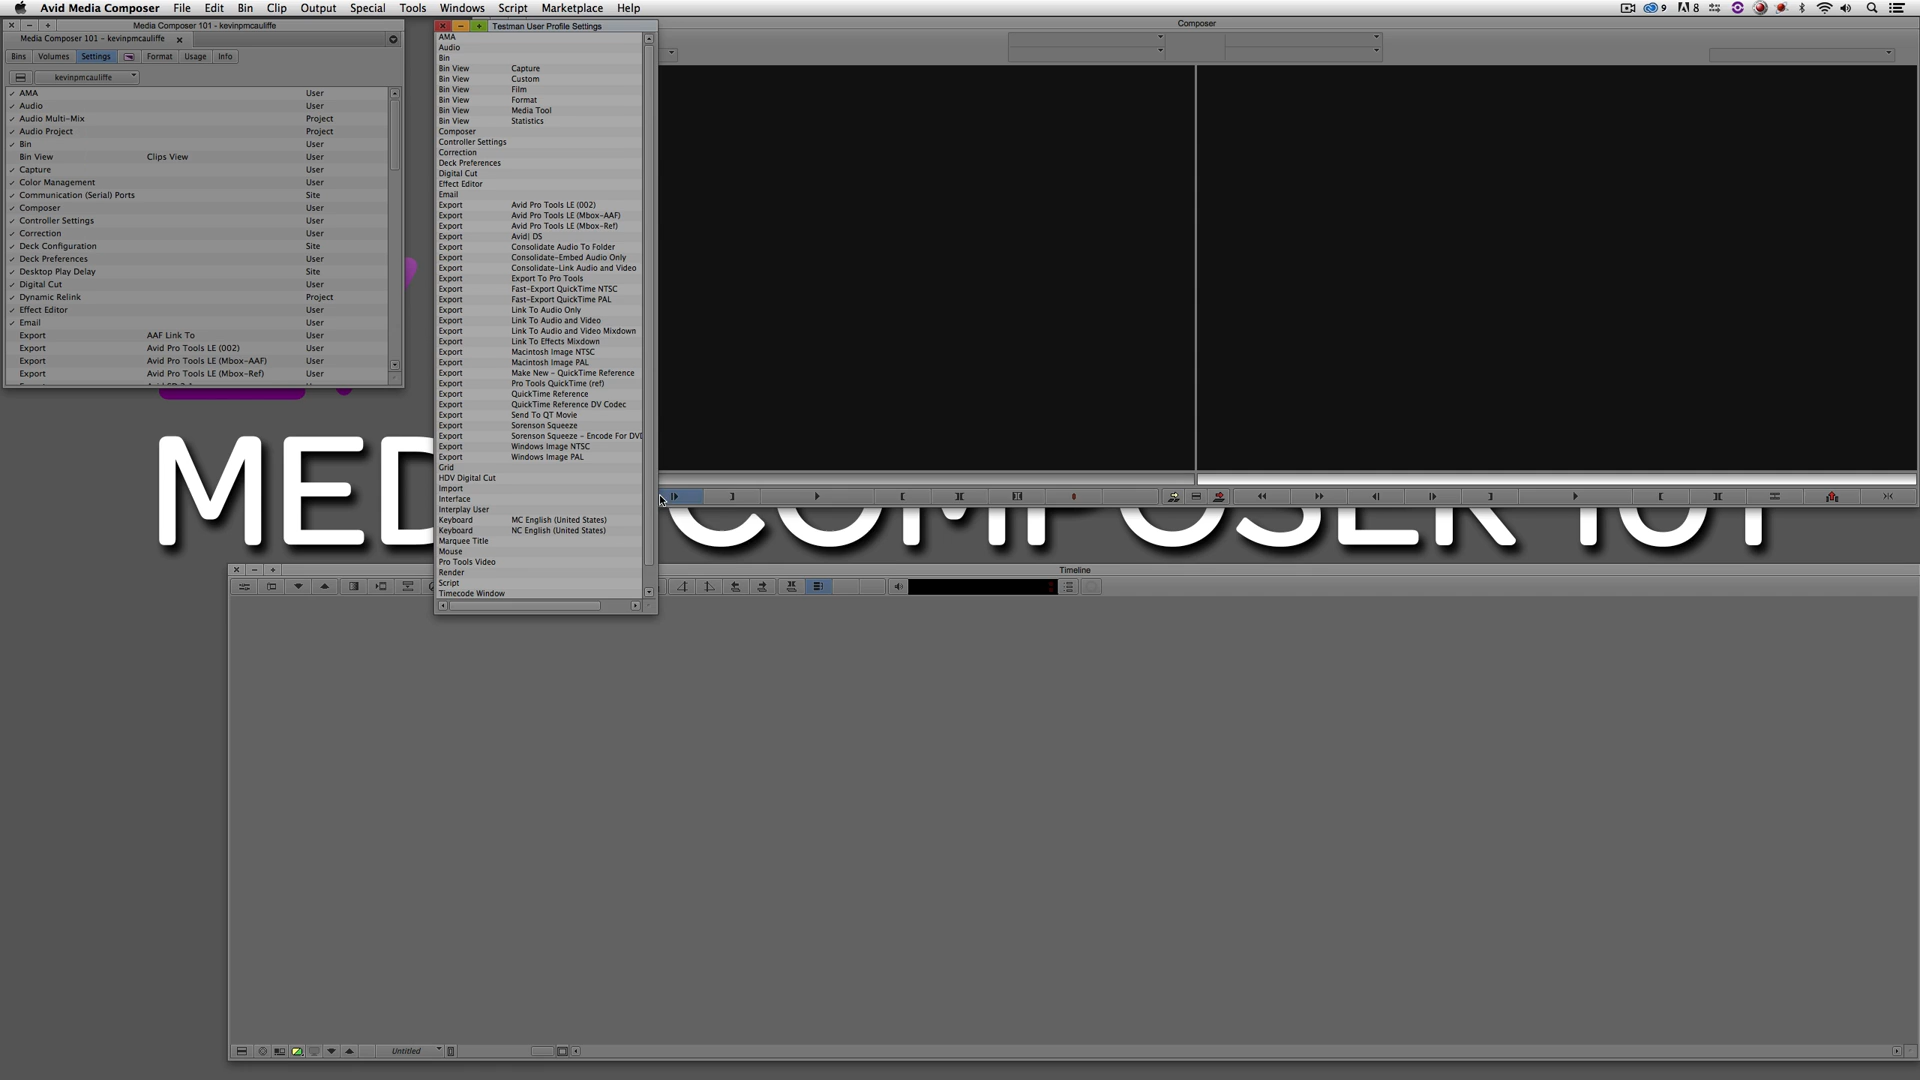 Avid Media Composer File Edit Bin Clip Output Special Tools Windows Script Marketplace Help 9 8
Media Composer 101 - kevinpmcauliffe
Media Composer 101 - kevinpmcauliffe
Bins Volumes Settings Format Usage Info
kevinpmcauliffe
AMA User
Audio User
Audio Multi-Mix Project
Audio Project Project
Bin User
Bin View Clips View User
Capture User
Color Management User
Communication (Serial) Ports Site
Composer User
Controller Settings User
Correction User
Deck Configuration Site
Deck Preferences User
Desktop Play Delay Site
Digital Cut User
Dynamic Relink Project
Effect Editor User
Email User
Export AAF Link To User
Export Avid Pro Tools LE (002) User
Export Avid Pro Tools LE (Mbox-AAF) User
Export Avid Pro Tools LE (Mbox-Ref) User
Testman User Profile Settings
AMA
Audio
Bin
Bin View Capture
Bin View Custom
Bin View Film
Bin View Format
Bin View Media Tool
Bin View Statistics
Composer
Controller Settings
Correction
Deck Preferences
Digital Cut
Effect Editor
Email
Export Avid Pro Tools LE (002)
Export Avid Pro Tools LE (Mbox-AAF)
Export Avid Pro Tools LE (Mbox-Ref)
Export Avid| DS
Export Consolidate Audio To Folder
Export Consolidate-Embed Audio Only
Export Consolidate-Link Audio and Video
Export Export To Pro Tools
Export Fast-Export QuickTime NTSC
Export Fast-Export QuickTime PAL
Export Link To Audio Only
Export Link To Audio and Video
Export Link To Audio and Video Mixdown
Export Link To Effects Mixdown
Export Macintosh Image NTSC
Export Macintosh Image PAL
Export Make New - QuickTime Reference
Export Pro Tools QuickTime (ref)
Export QuickTime Reference
Export QuickTime Reference DV Codec
Export Send To QT Movie
Export Sorenson Squeeze
Export Sorenson Squeeze - Encode For DVD
Export Windows Image NTSC
Export Windows Image PAL
Grid
HDV Digital Cut
Import
Interface
Interplay User
Keyboard MC English (United States)
Keyboard NC English (United States)
Marquee Title
Mouse
Pro Tools Video
Render
Script
Timecode Window
Composer
MED COMPOSER 101
Timeline
Untitled